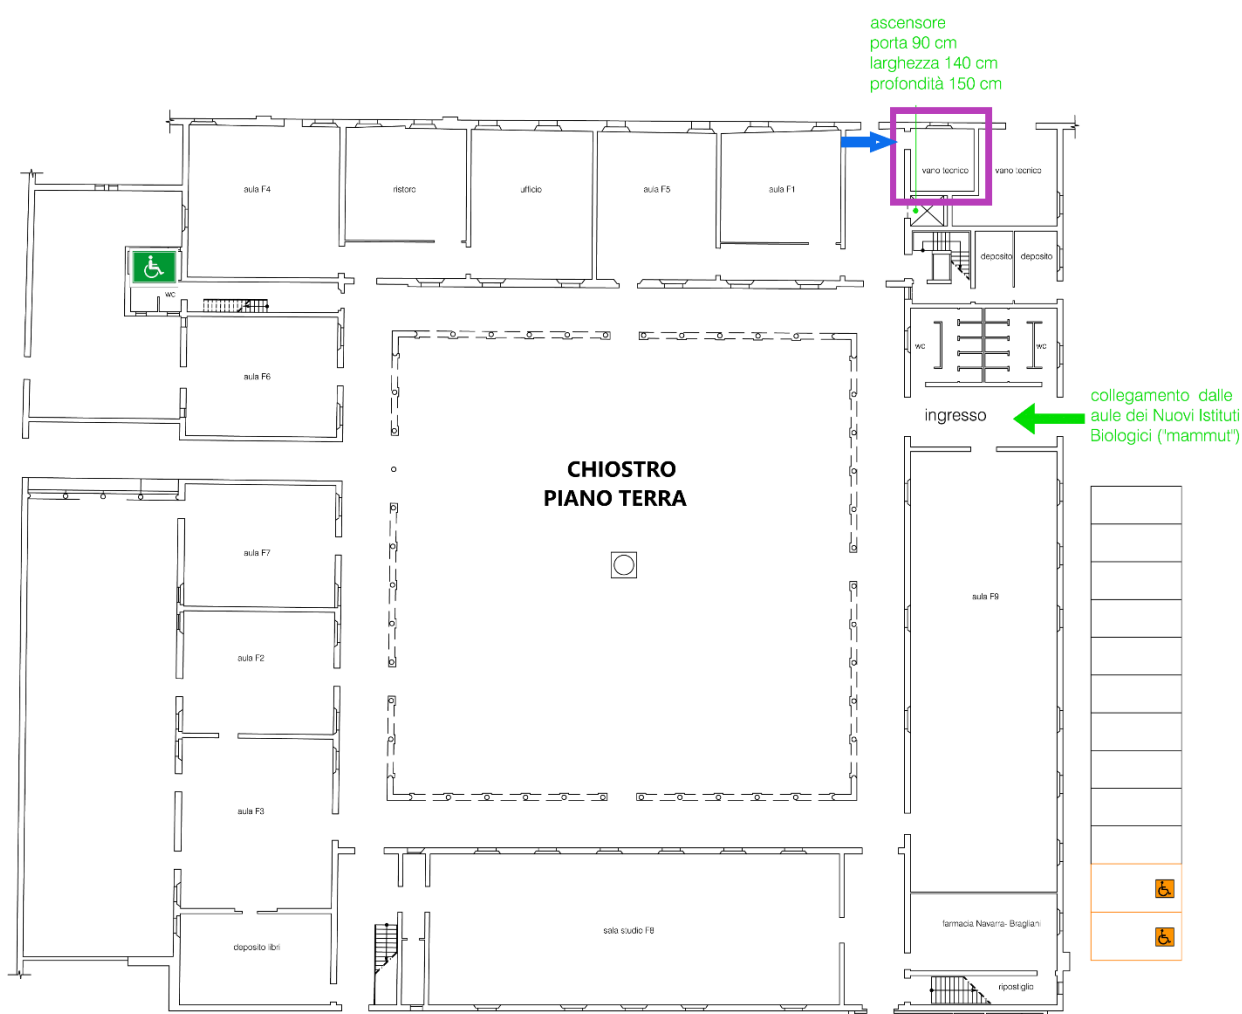 ascensore
porta 90 cm
larghezza 140 cm
profondità 150 cm
vano tecnico
vano tecnico
aula F4
ristoro
ufficio
aula F5
aula F1
deposito
deposito
wc
wc
wc
aula F6
collegamento dalle
aule dei Nuovi Istituti
Biologici ("mammut")
ingresso
CHIOSTRO
PIANO TERRA
aula F7
aula F9
aula F2
aula F3
farmacia Navarra- Bragliani
sala studio F8
deposito libri
ripostiglio